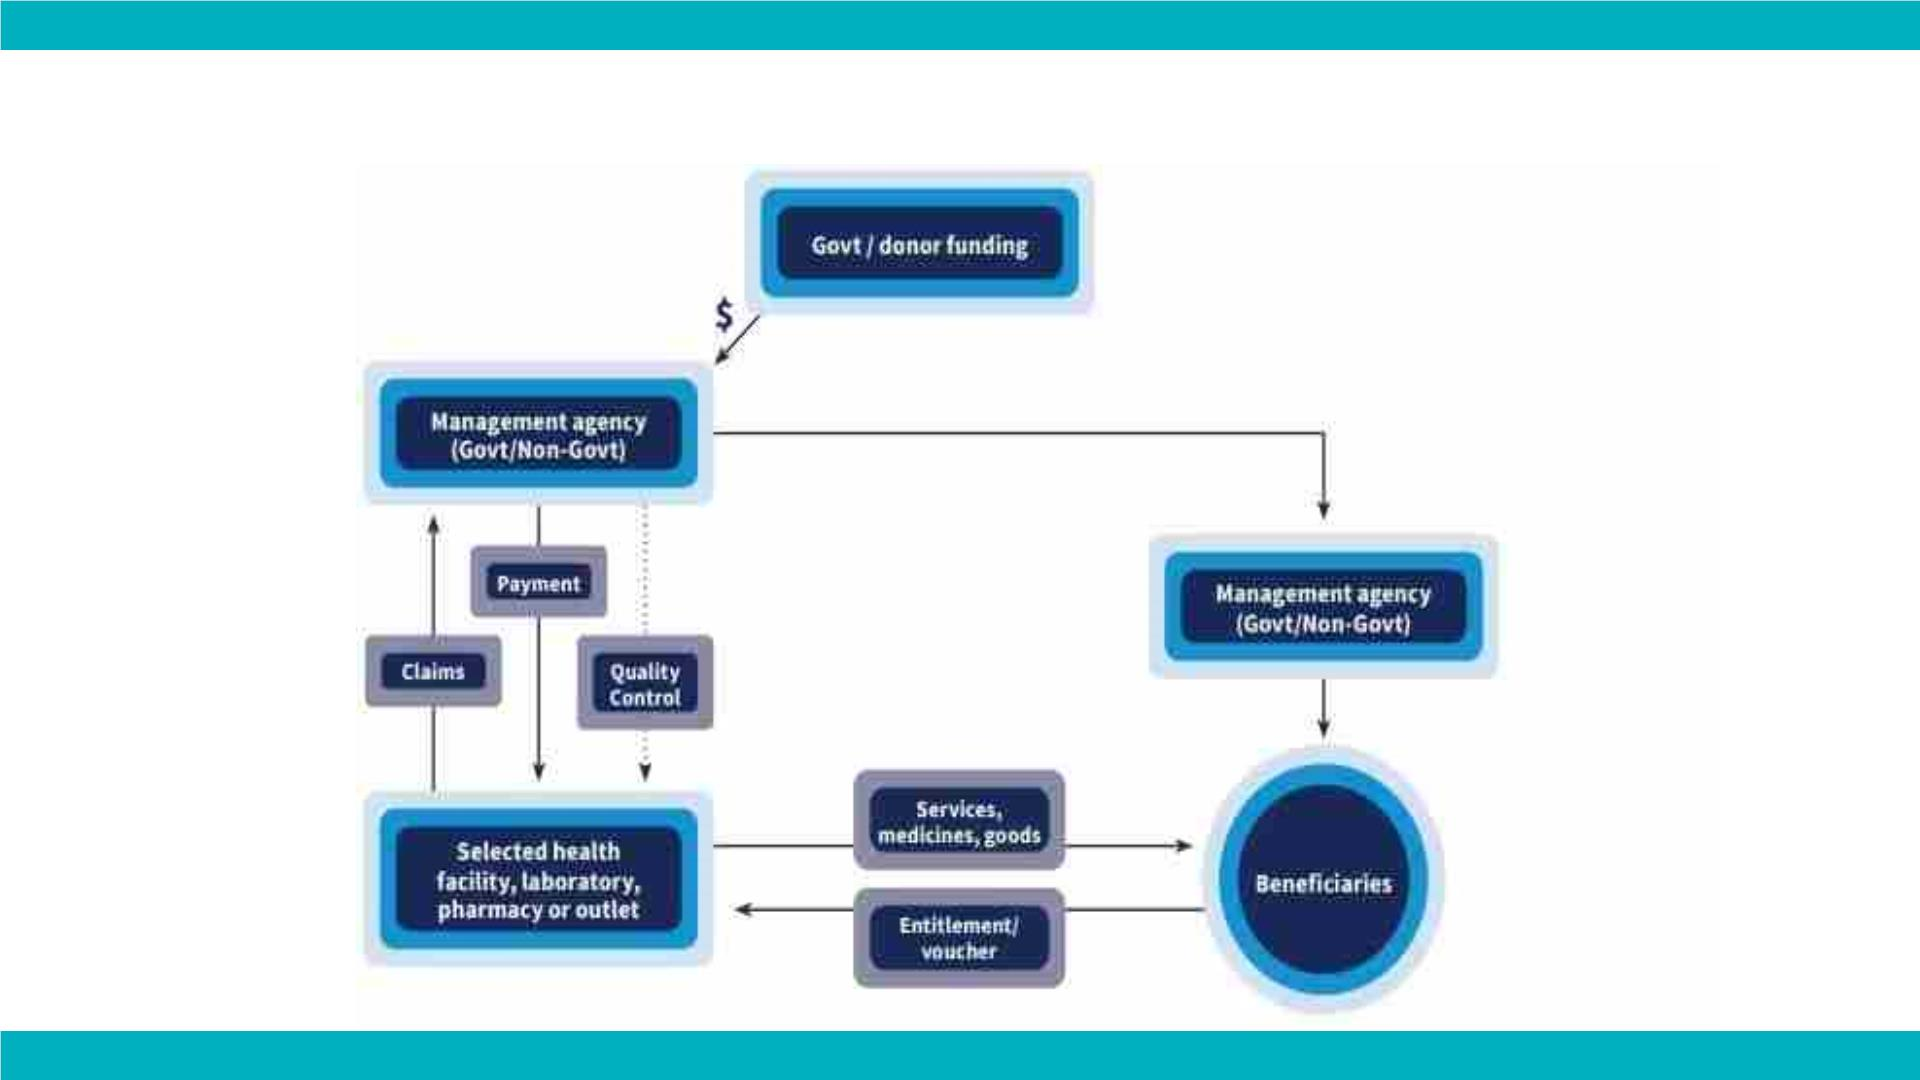 Govt / donor funding
$
Management agency
(Govt/Non-Govt)
Payment
Claims
Quality
Control
Management agency
(Govt/Non-Govt)
Selected health
facility, laboratory,
pharmacy or outlet
Services,
medicines, goods
Entitlement/
voucher
Beneficiaries